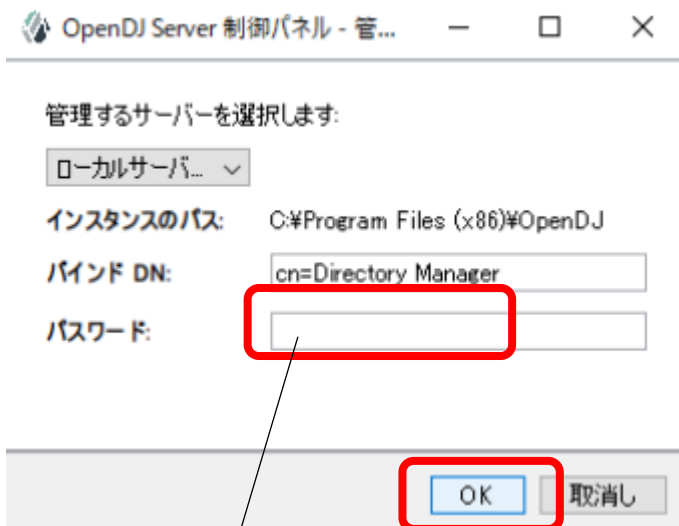 OpenDJ Server 制御パネル - 管...
管理するサーバーを選択します:
ローカルサーバ...
インスタンスのパス: C:¥Program Files (x86)¥OpenDJ
バインド DN: cn=Directory Manager
パスワード:
OK 取消し